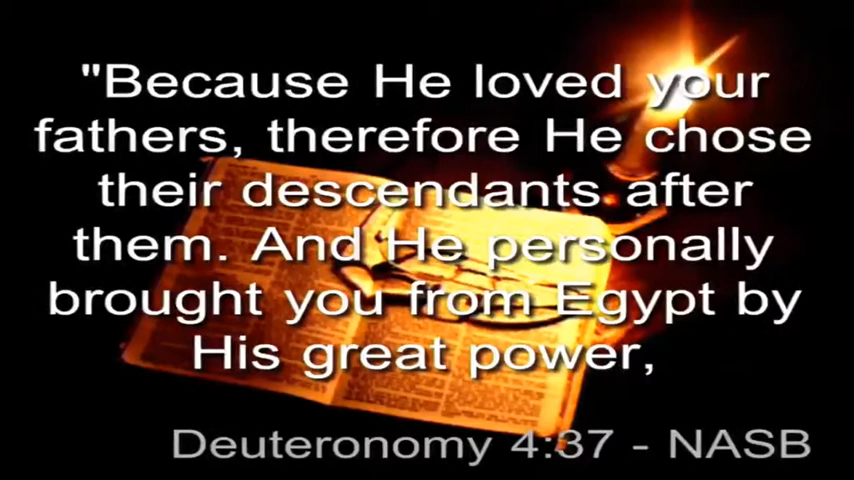 "Because He loved your
fathers, therefore He chose
their descendants after
them. And He personally
brought you from Egypt by
His great power,
Deuteronomy 4:37 - NASB